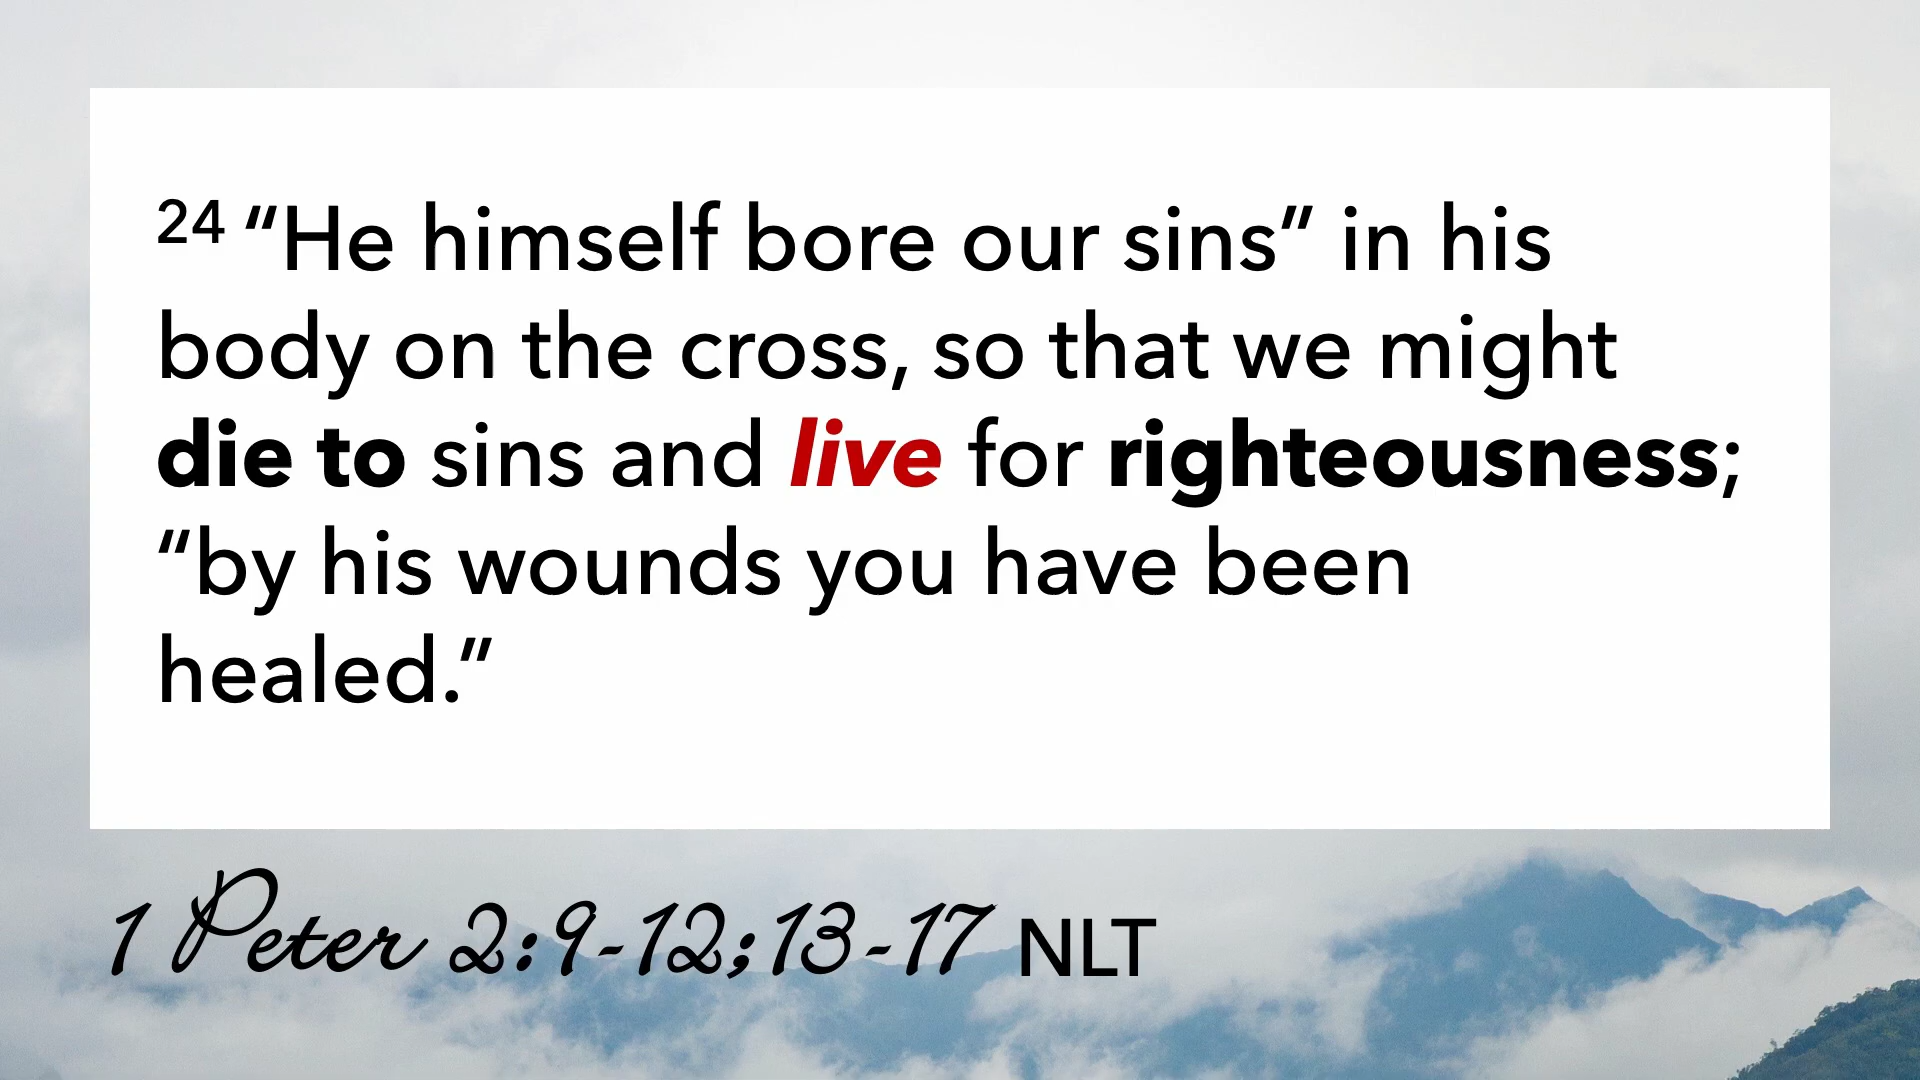 24 “He himself bore our sins” in his
body on the cross, so that we might
die to sins and live for righteousness;
“by his wounds you have been
healed.”
1 Peter 2:9-12;13-17 NLT